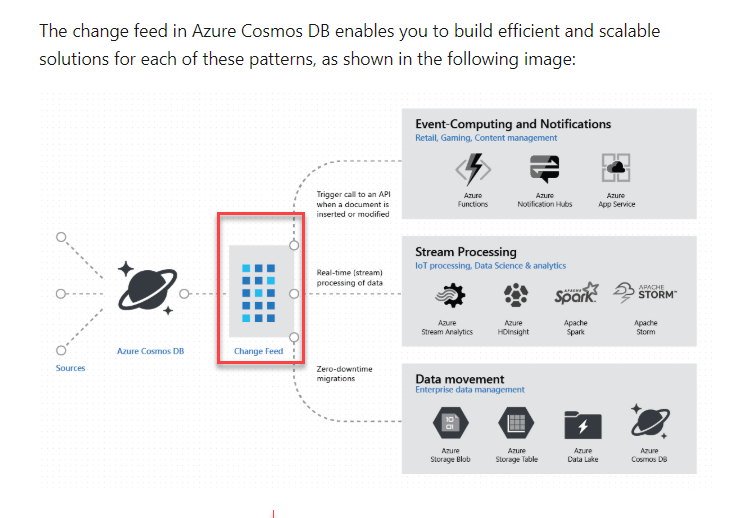 The change feed in Azure Cosmos DB enables you to build efficient and scalable
solutions for each of these patterns, as shown in the following image:
Event-Computing and Notifications
Retail, Gaming, Content management
Azure
Functions
Azure
Notification Hubs
Azure
App Service
Trigger call to an API
when a document is
inserted or modified
Stream Processing
IoT processing, Data Science & analytics
Real-time (stream)
processing of data
APACHE
Spark
APACHE
STORM™
Azure
Stream Analytics
Azure
HDInsight
Apache
Spark
Apache
Storm
Azure Cosmos DB
Change Feed
Sources
Zero-downtime
migrations
Data movement
Enterprise data management
10
01
Azure
Storage Blob
Azure
Storage Table
Azure
Data Lake
Azure
Cosmos DB